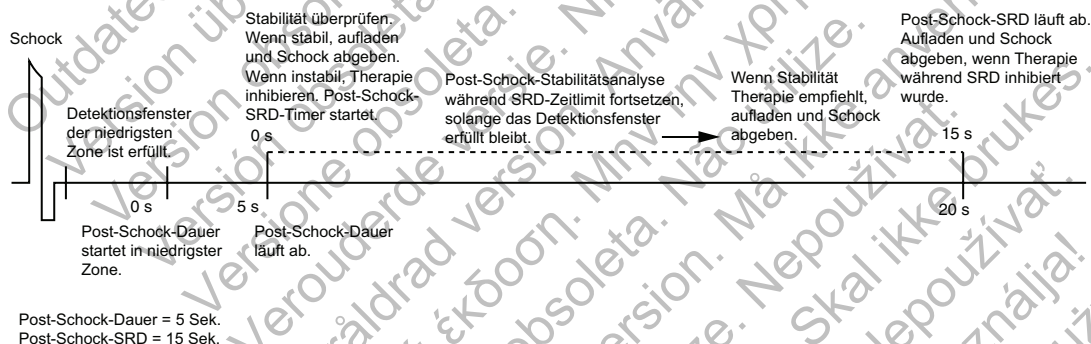 Schock
Detektionsfenster
der niedrigsten
Zone ist erfüllt.
Stabilität überprüfen.
Wenn stabil, aufladen
und Schock abgeben.
Wenn instabil, Therapie
inhibieren. Post-Schock-
SRD-Timer startet.
0 s
Post-Schock-Stabilitätsanalyse
während SRD-Zeitlimit fortsetzen,
solange das Detektionsfenster
erfüllt bleibt.
Wenn Stabilität
Therapie empfiehlt,
aufladen und Schock
abgeben.
Post-Schock-SRD läuft ab.
Aufladen und Schock
abgeben, wenn Therapie
während SRD inhibiert
wurde.
15 s
0 s
5 s
20 s
Post-Schock-Dauer
startet in niedrigster
Zone.
Post-Schock-Dauer
läuft ab.
Post-Schock-Dauer = 5 Sek.
Post-Schock-SRD = 15 Sek.